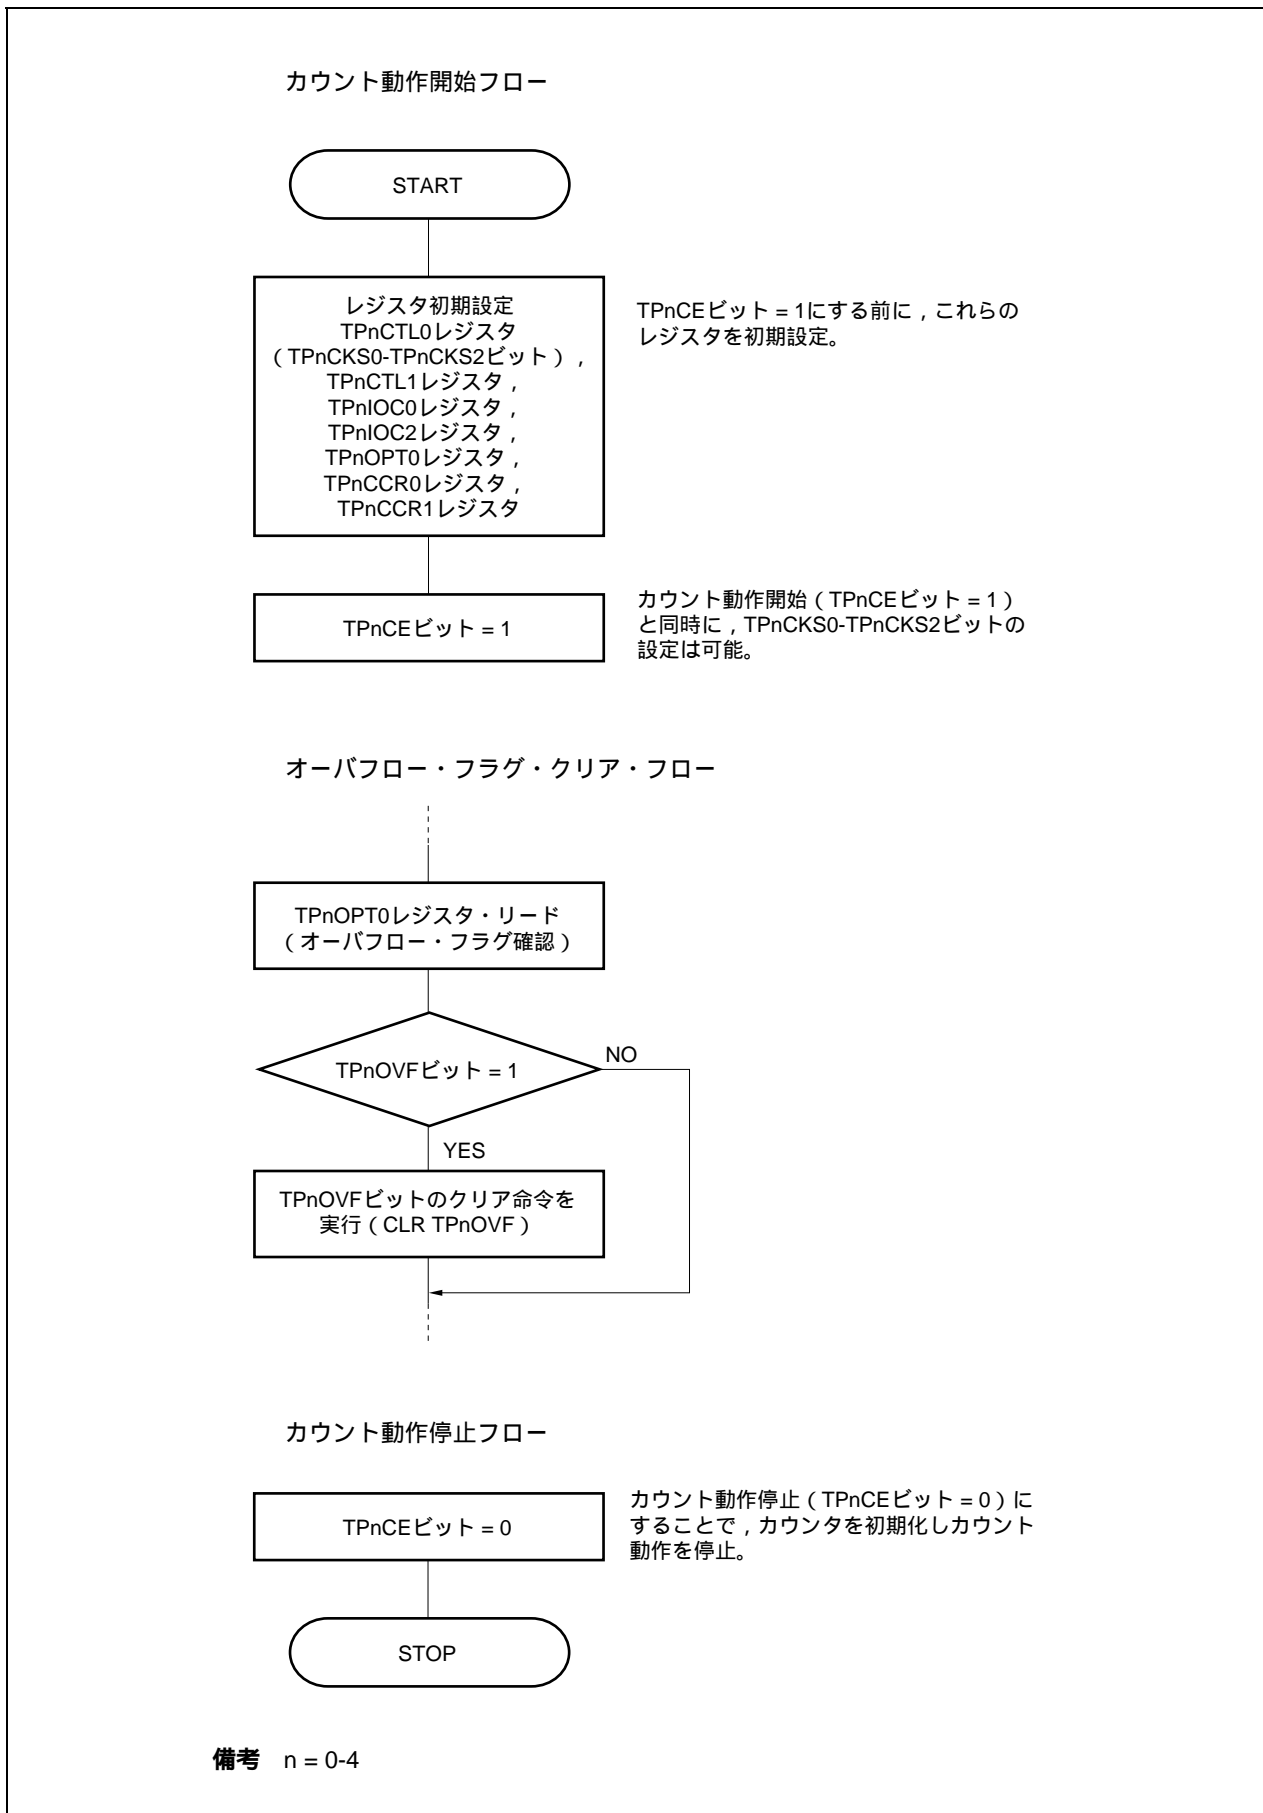 カウント動作開始フロー
START
レジスタ初期設定
TPnCTL0レジスタ
（TPnCKS0-TPnCKS2ビット），
TPnCTL1レジスタ，
TPnIOC0レジスタ，
TPnIOC2レジスタ，
TPnOPT0レジスタ，
TPnCCR0レジスタ，
TPnCCR1レジスタ
TPnCEビット = 1にする前に，これらの
レジスタを初期設定。
TPnCEビット = 1
カウント動作開始（TPnCEビット = 1）
と同時に，TPnCKS0-TPnCKS2ビットの
設定は可能。
オーバフロー・フラグ・クリア・フロー
TPnOPT0レジスタ・リード
（オーバフロー・フラグ確認）
TPnOVFビット = 1
NO
YES
TPnOVFビットのクリア命令を
実行（CLR TPnOVF）
カウント動作停止フロー
TPnCEビット = 0
カウント動作停止（TPnCEビット = 0）に
することで，カウンタを初期化しカウント
動作を停止。
STOP
備考 n = 0-4